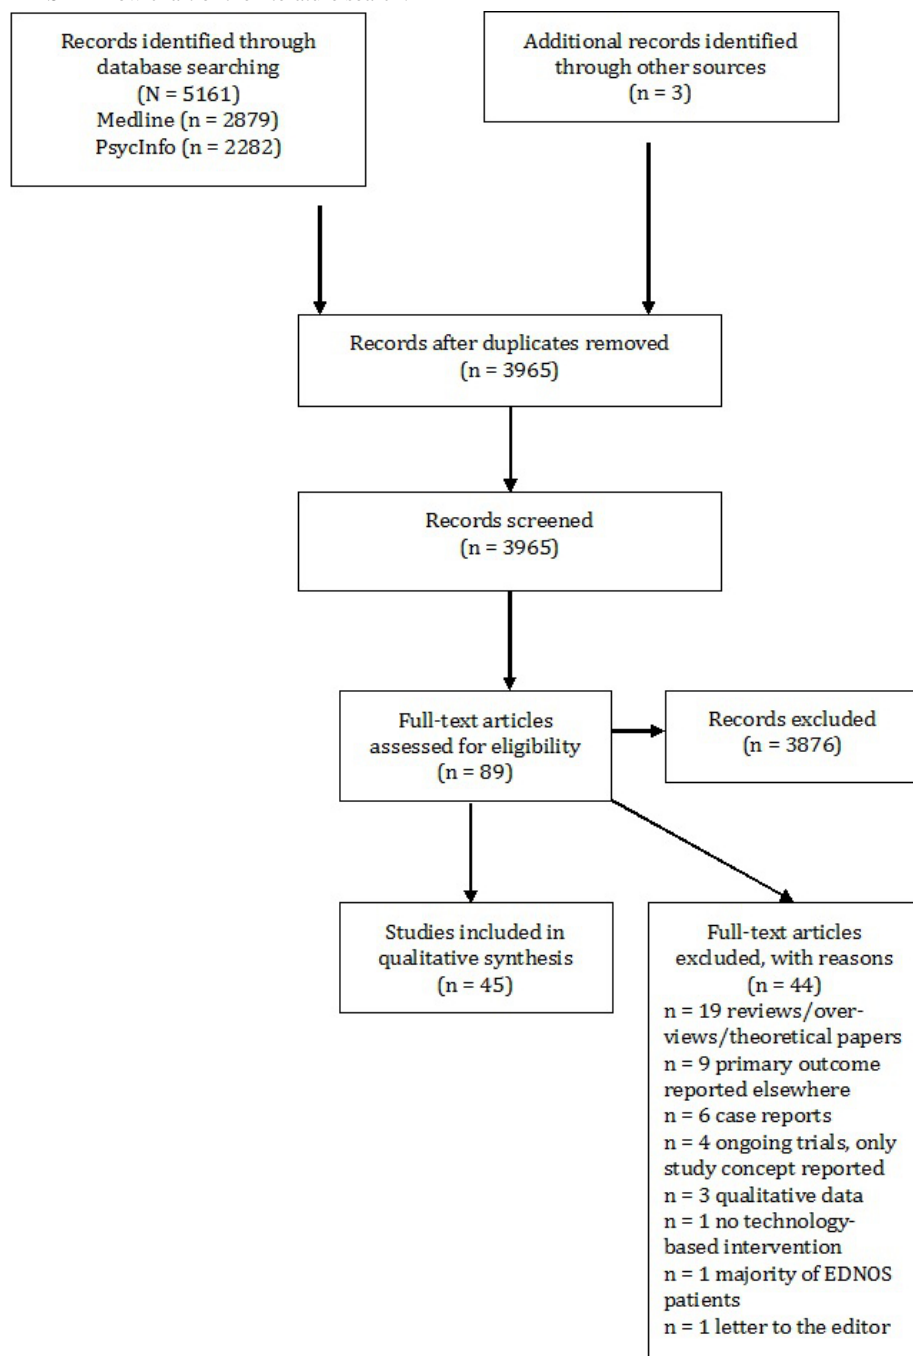 Records identified through
database searching
(N = 5161)
Medline (n = 2879)
PsycInfo (n = 2282)
Additional records identified
through other sources
(n = 3)
Records after duplicates removed
(n = 3965)
Records screened
(n = 3965)
Full-text articles
assessed for eligibility
(n = 89)
Records excluded
(n = 3876)
Studies included in
qualitative synthesis
(n = 45)
Full-text articles
excluded, with reasons
(n = 44)
n = 19 reviews/over-
views/theoretical papers
n = 9 primary outcome
reported elsewhere
n = 6 case reports
n = 4 ongoing trials, only
study concept reported
n = 3 qualitative data
n = 1 no technology-
based intervention
n = 1 majority of EDNOS
patients
n = 1 letter to the editor